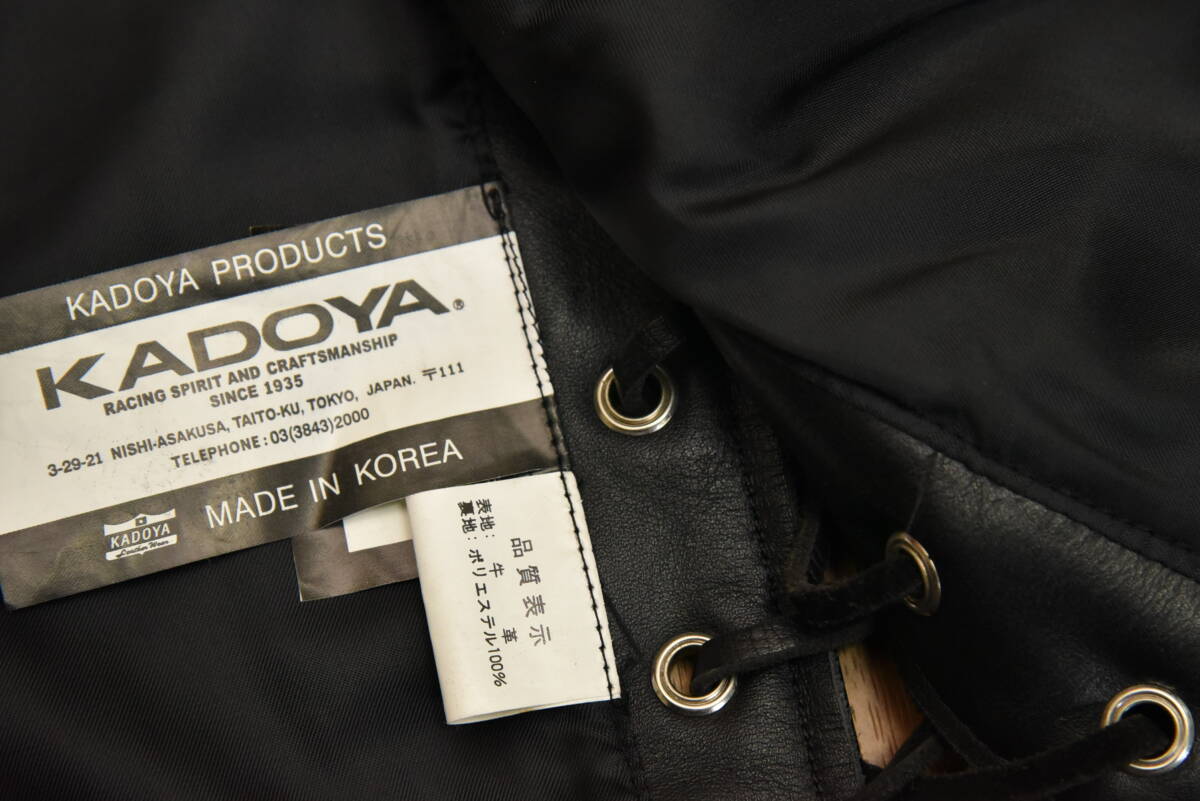 KADOYA PRODUCTS
KADOYA®
RACING SPIRIT AND CRAFTSMANSHIP
SINCE 1935
3-29-21 NISHI-ASAKUSA, TAITO-KU, TOKYO, JAPAN. 〒111
TELEPHONE : 03(3843)2000
MADE IN KOREA
KADOYA
Leather Wear
品質表示
表地: 牛革
裏地: ポリエステル100%